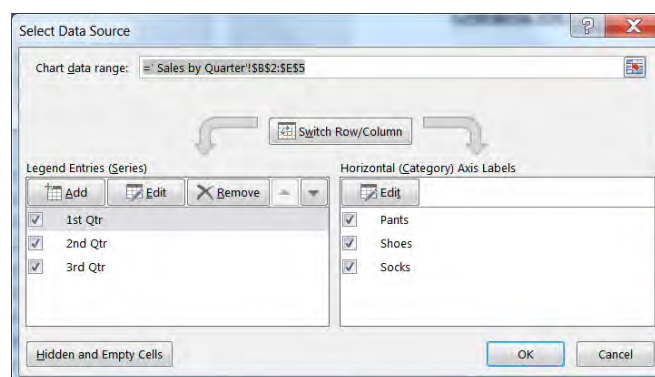 Select Data Source
Chart data range: =' Sales by Quarter'!$B$2:$E$5
Switch Row/Column
Legend Entries (Series)
Add Edit Remove
1st Qtr
2nd Qtr
3rd Qtr
Horizontal (Category) Axis Labels
Edit
Pants
Shoes
Socks
Hidden and Empty Cells
OK Cancel